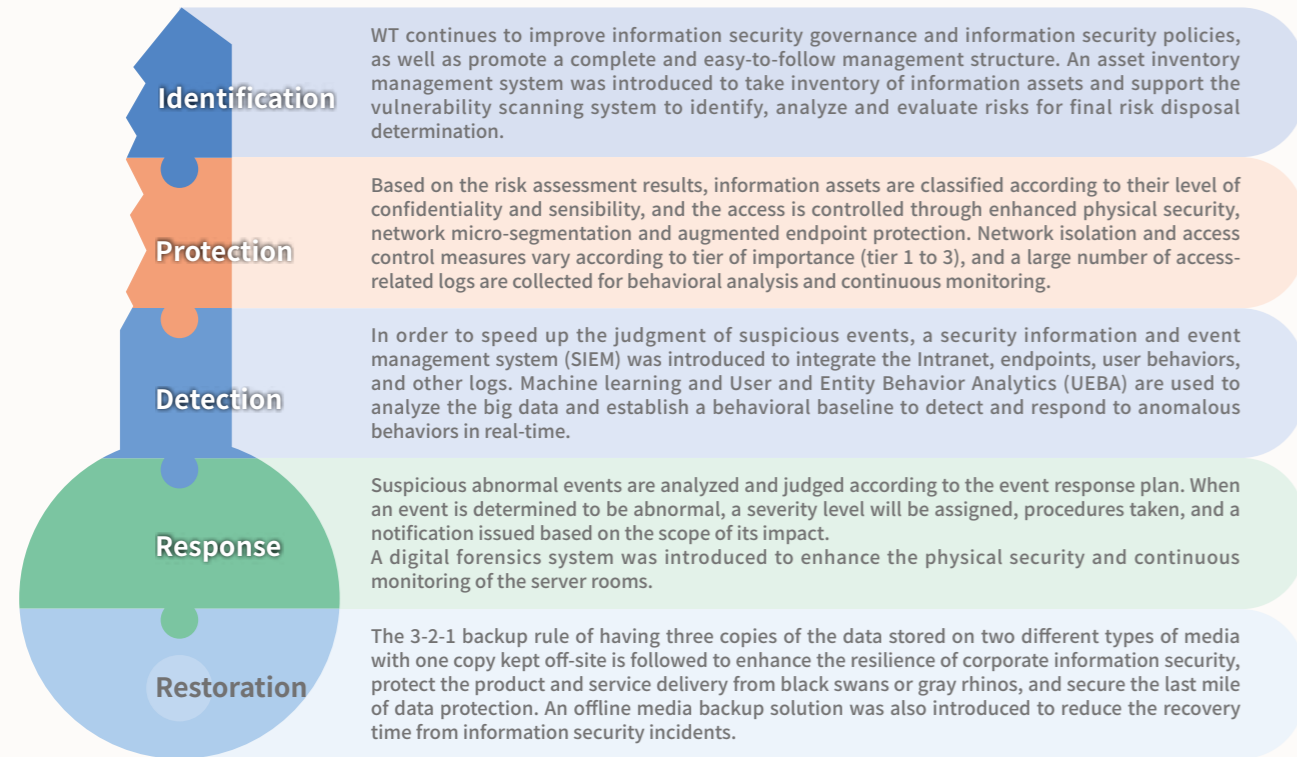 Identification
WT continues to improve information security governance and information security policies,
as well as promote a complete and easy-to-follow management structure. An asset inventory
management system was introduced to take inventory of information assets and support the
vulnerability scanning system to identify, analyze and evaluate risks for final risk disposal
determination.
Protection
Based on the risk assessment results, information assets are classified according to their level of
confidentiality and sensibility, and the access is controlled through enhanced physical security,
network micro-segmentation and augmented endpoint protection. Network isolation and access
control measures vary according to tier of importance (tier 1 to 3), and a large number of access-
related logs are collected for behavioral analysis and continuous monitoring.
Detection
In order to speed up the judgment of suspicious events, a security information and event
management system (SIEM) was introduced to integrate the Intranet, endpoints, user behaviors,
and other logs. Machine learning and User and Entity Behavior Analytics (UEBA) are used to
analyze the big data and establish a behavioral baseline to detect and respond to anomalous
behaviors in real-time.
Response
Suspicious abnormal events are analyzed and judged according to the event response plan. When
an event is determined to be abnormal, a severity level will be assigned, procedures taken, and a
notification issued based on the scope of its impact.
A digital forensics system was introduced to enhance the physical security and continuous
monitoring of the server rooms.
Restoration
The 3-2-1 backup rule of having three copies of the data stored on two different types of media
with one copy kept off-site is followed to enhance the resilience of corporate information security,
protect the product and service delivery from black swans or gray rhinos, and secure the last mile
of data protection. An offline media backup solution was also introduced to reduce the recovery
time from information security incidents.